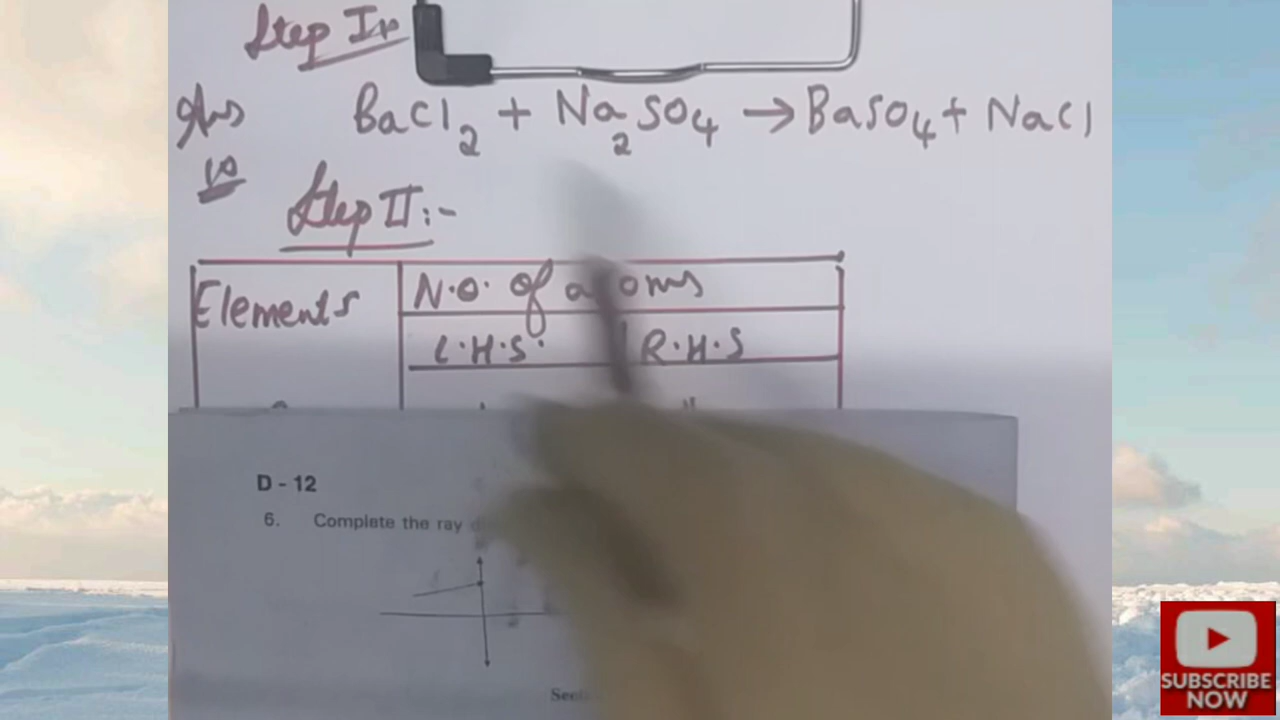 Step I:-
Ans BaCl2 + Na2SO4 → BaSO4 + NaCl
Step II:-
Elements N.O. of atoms
L.H.S. R.H.S
D - 12
6. Complete the ray
SUBSCRIBE
NOW